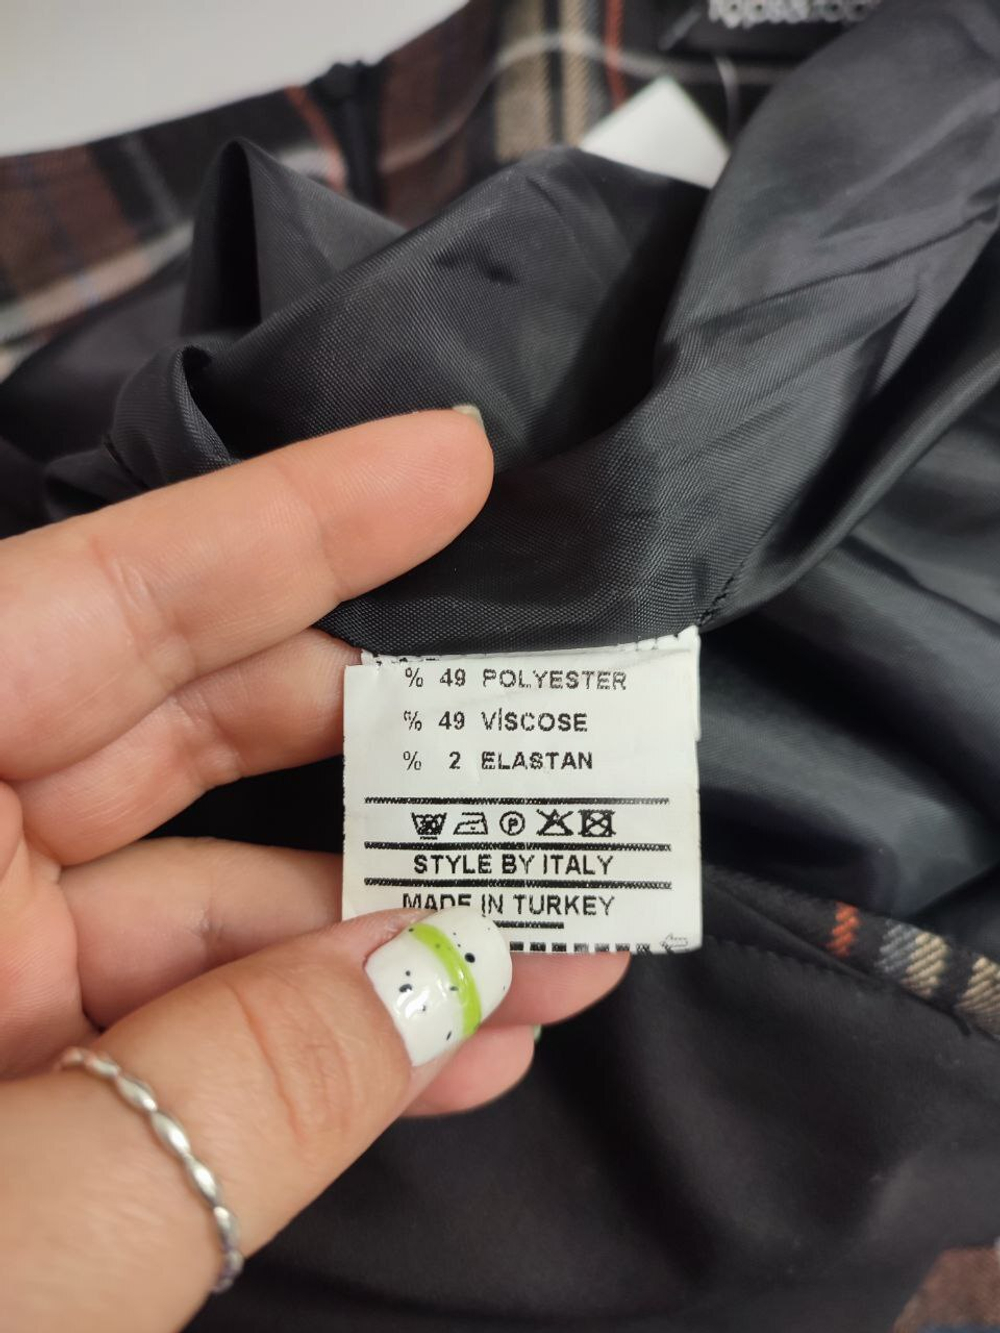 % 49 POLYESTER
% 49 VİSCOSE
% 2 ELASTAN
STYLE BY ITALY
MADE IN TURKEY